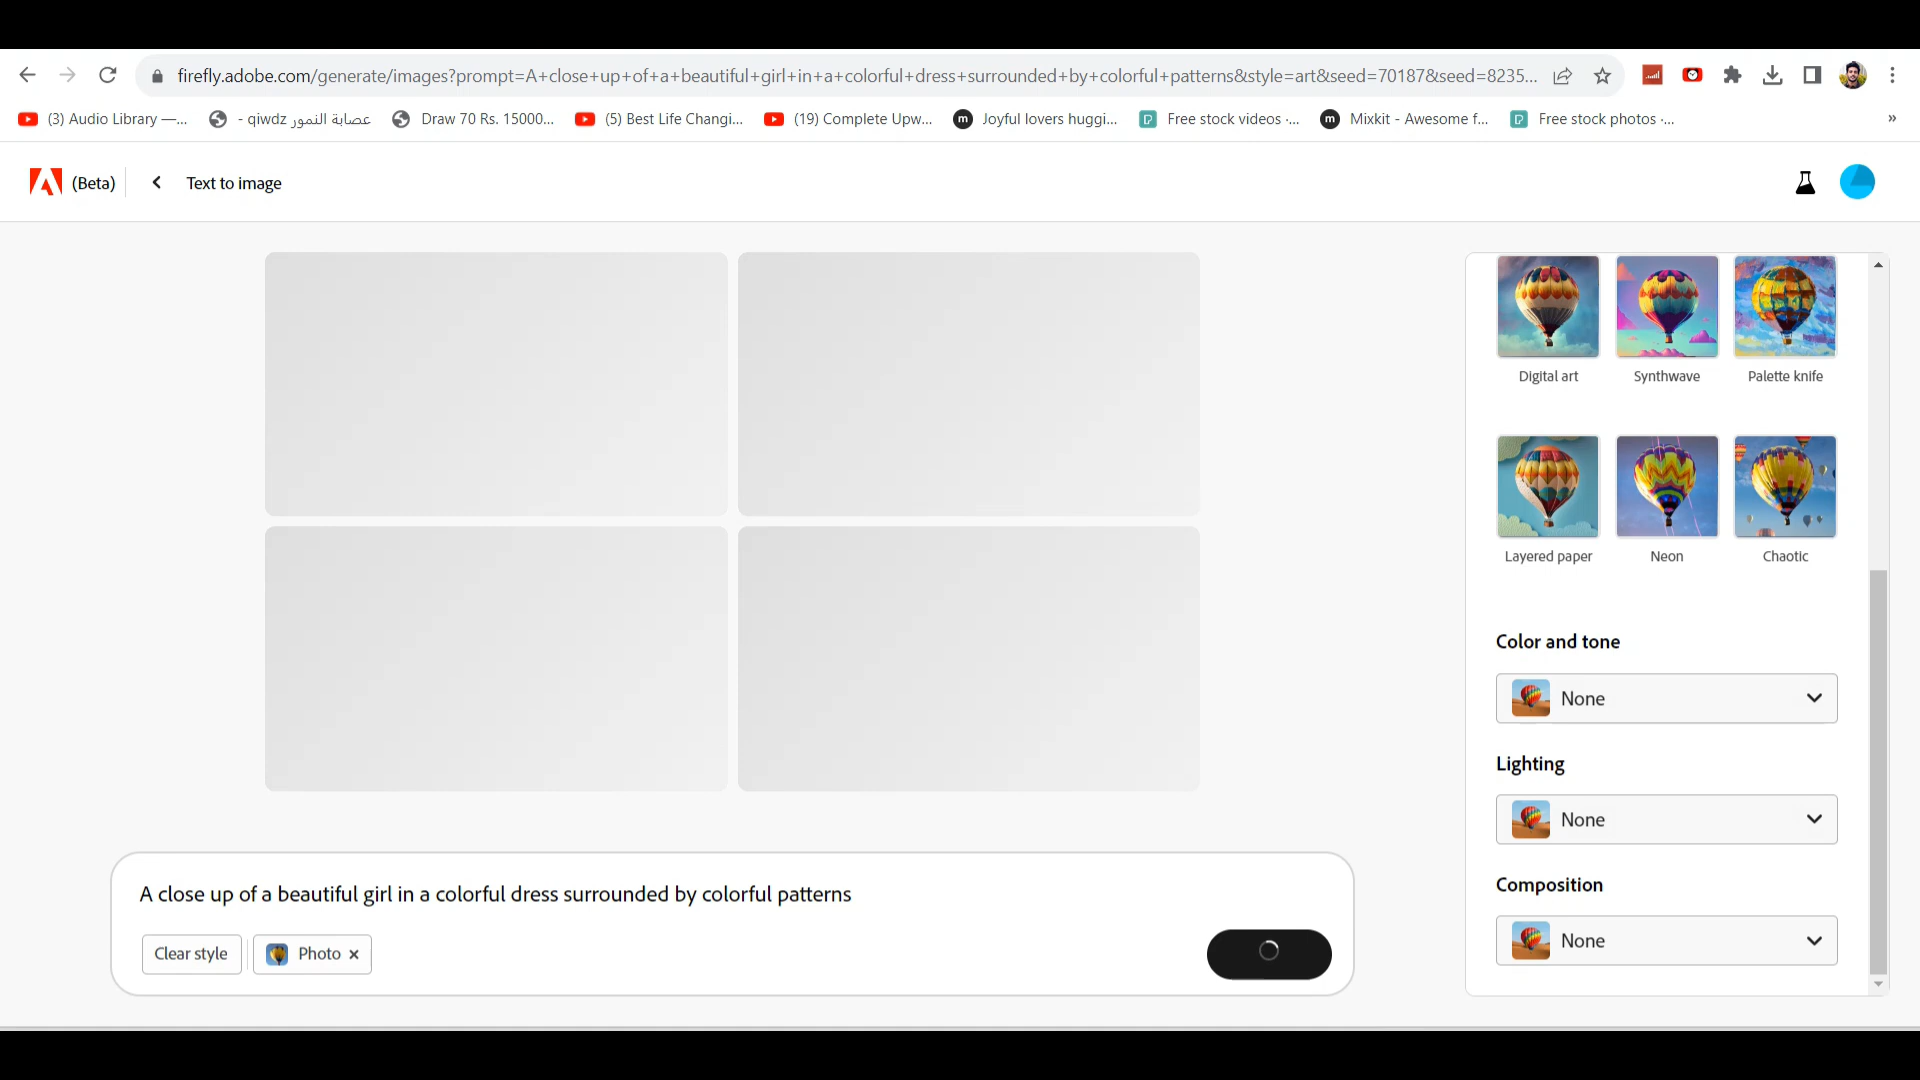 firefly.adobe.com/generate/images?prompt=A+close+up+of+a+beautiful+girl+in+a+colorful+dress+surrounded+by+colorful+patterns&style=art&seed=70187&seed=8235...
(3) Audio Library —...
- qiwdz عصابة النمور
Draw 70 Rs. 15000...
(5) Best Life Changi...
(19) Complete Upw...
Joyful lovers huggi...
Free stock videos ·...
Mixkit - Awesome f...
Free stock photos ·...
»
(Beta)
Text to image
Digital art
Synthwave
Palette knife
Layered paper
Neon
Chaotic
Color and tone
None
Lighting
None
Composition
None
A close up of a beautiful girl in a colorful dress surrounded by colorful patterns
Clear style
Photo ×